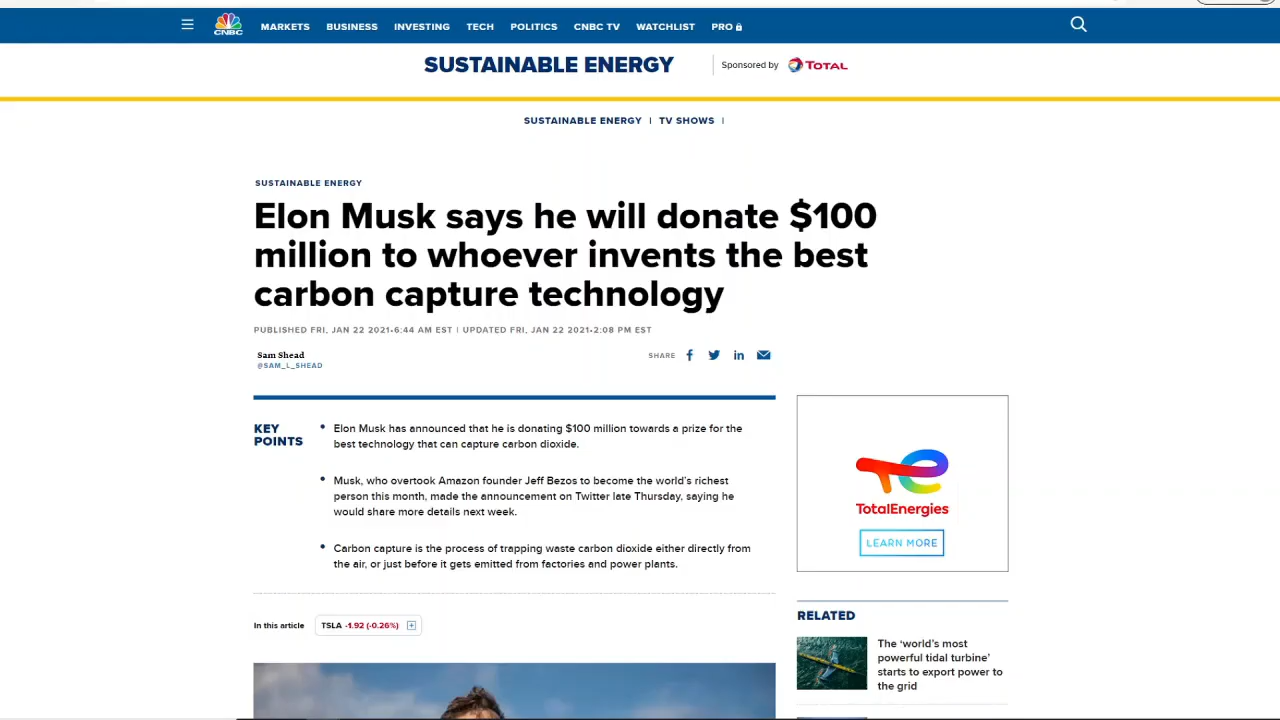 CNBC
MARKETS BUSINESS INVESTING TECH POLITICS CNBC TV WATCHLIST PRO
SUSTAINABLE ENERGY
Sponsored by TOTAL
SUSTAINABLE ENERGY | TV SHOWS |
SUSTAINABLE ENERGY
Elon Musk says he will donate $100
million to whoever invents the best
carbon capture technology
PUBLISHED FRI, JAN 22 2021•6:44 AM EST | UPDATED FRI, JAN 22 2021•2:08 PM EST
Sam Shead
@SAM_L_SHEAD
SHARE
KEY
POINTS
• Elon Musk has announced that he is donating $100 million towards a prize for the
best technology that can capture carbon dioxide.
• Musk, who overtook Amazon founder Jeff Bezos to become the world's richest
person this month, made the announcement on Twitter late Thursday, saying he
would share more details next week.
• Carbon capture is the process of trapping waste carbon dioxide either directly from
the air, or just before it gets emitted from factories and power plants.
In this article
TSLA -1.92 (-0.26%)
TotalEnergies
LEARN MORE
RELATED
The ‘world's most
powerful tidal turbine’
starts to export power to
the grid